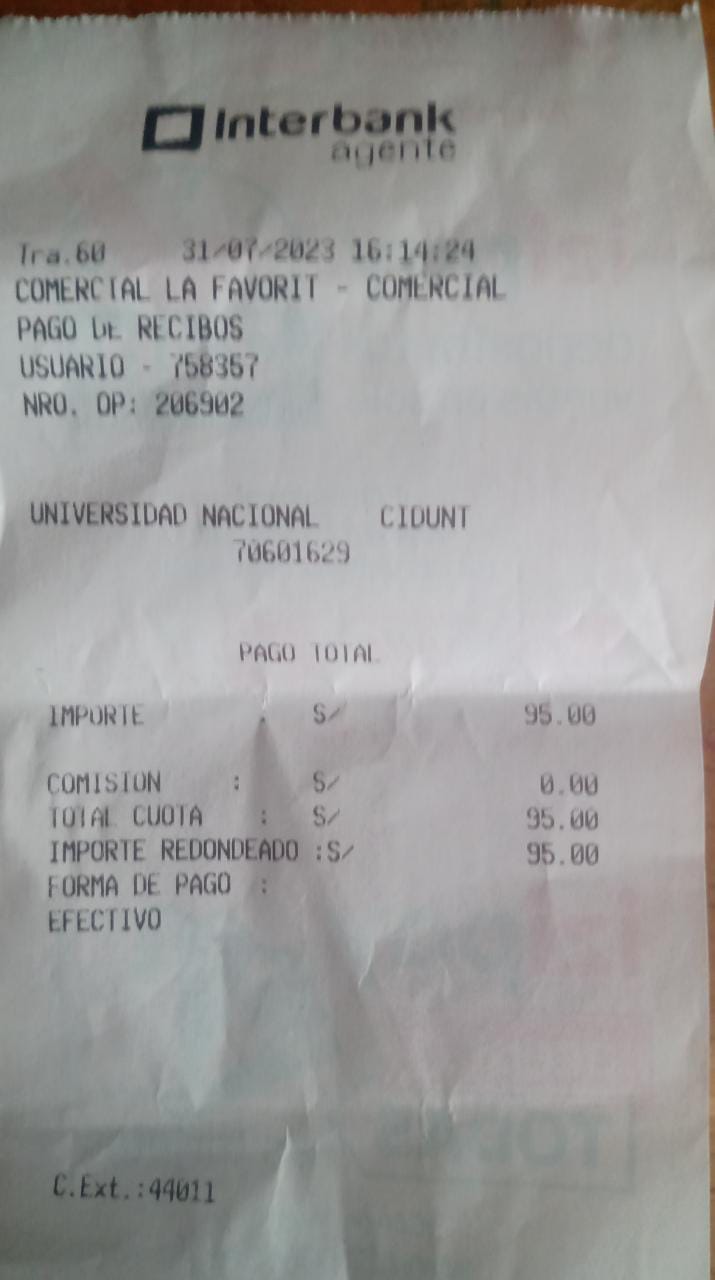 Interbank
agente
Tra.60 31/07/2023 16:14:24
COMERCIAL LA FAVORIT - COMERCIAL
PAGO DE RECIBOS
USUARIO - 758357
NRO. OP: 206902
UNIVERSIDAD NACIONAL CIDUNT
70601629
PAGO TOTAL
IMPORTE : S/ 95.00
COMISION : S/ 0.00
TOTAL CUOTA : S/ 95.00
IMPORTE REDONDEADO :S/ 95.00
FORMA DE PAGO :
EFECTIVO
C.Ext.:44011